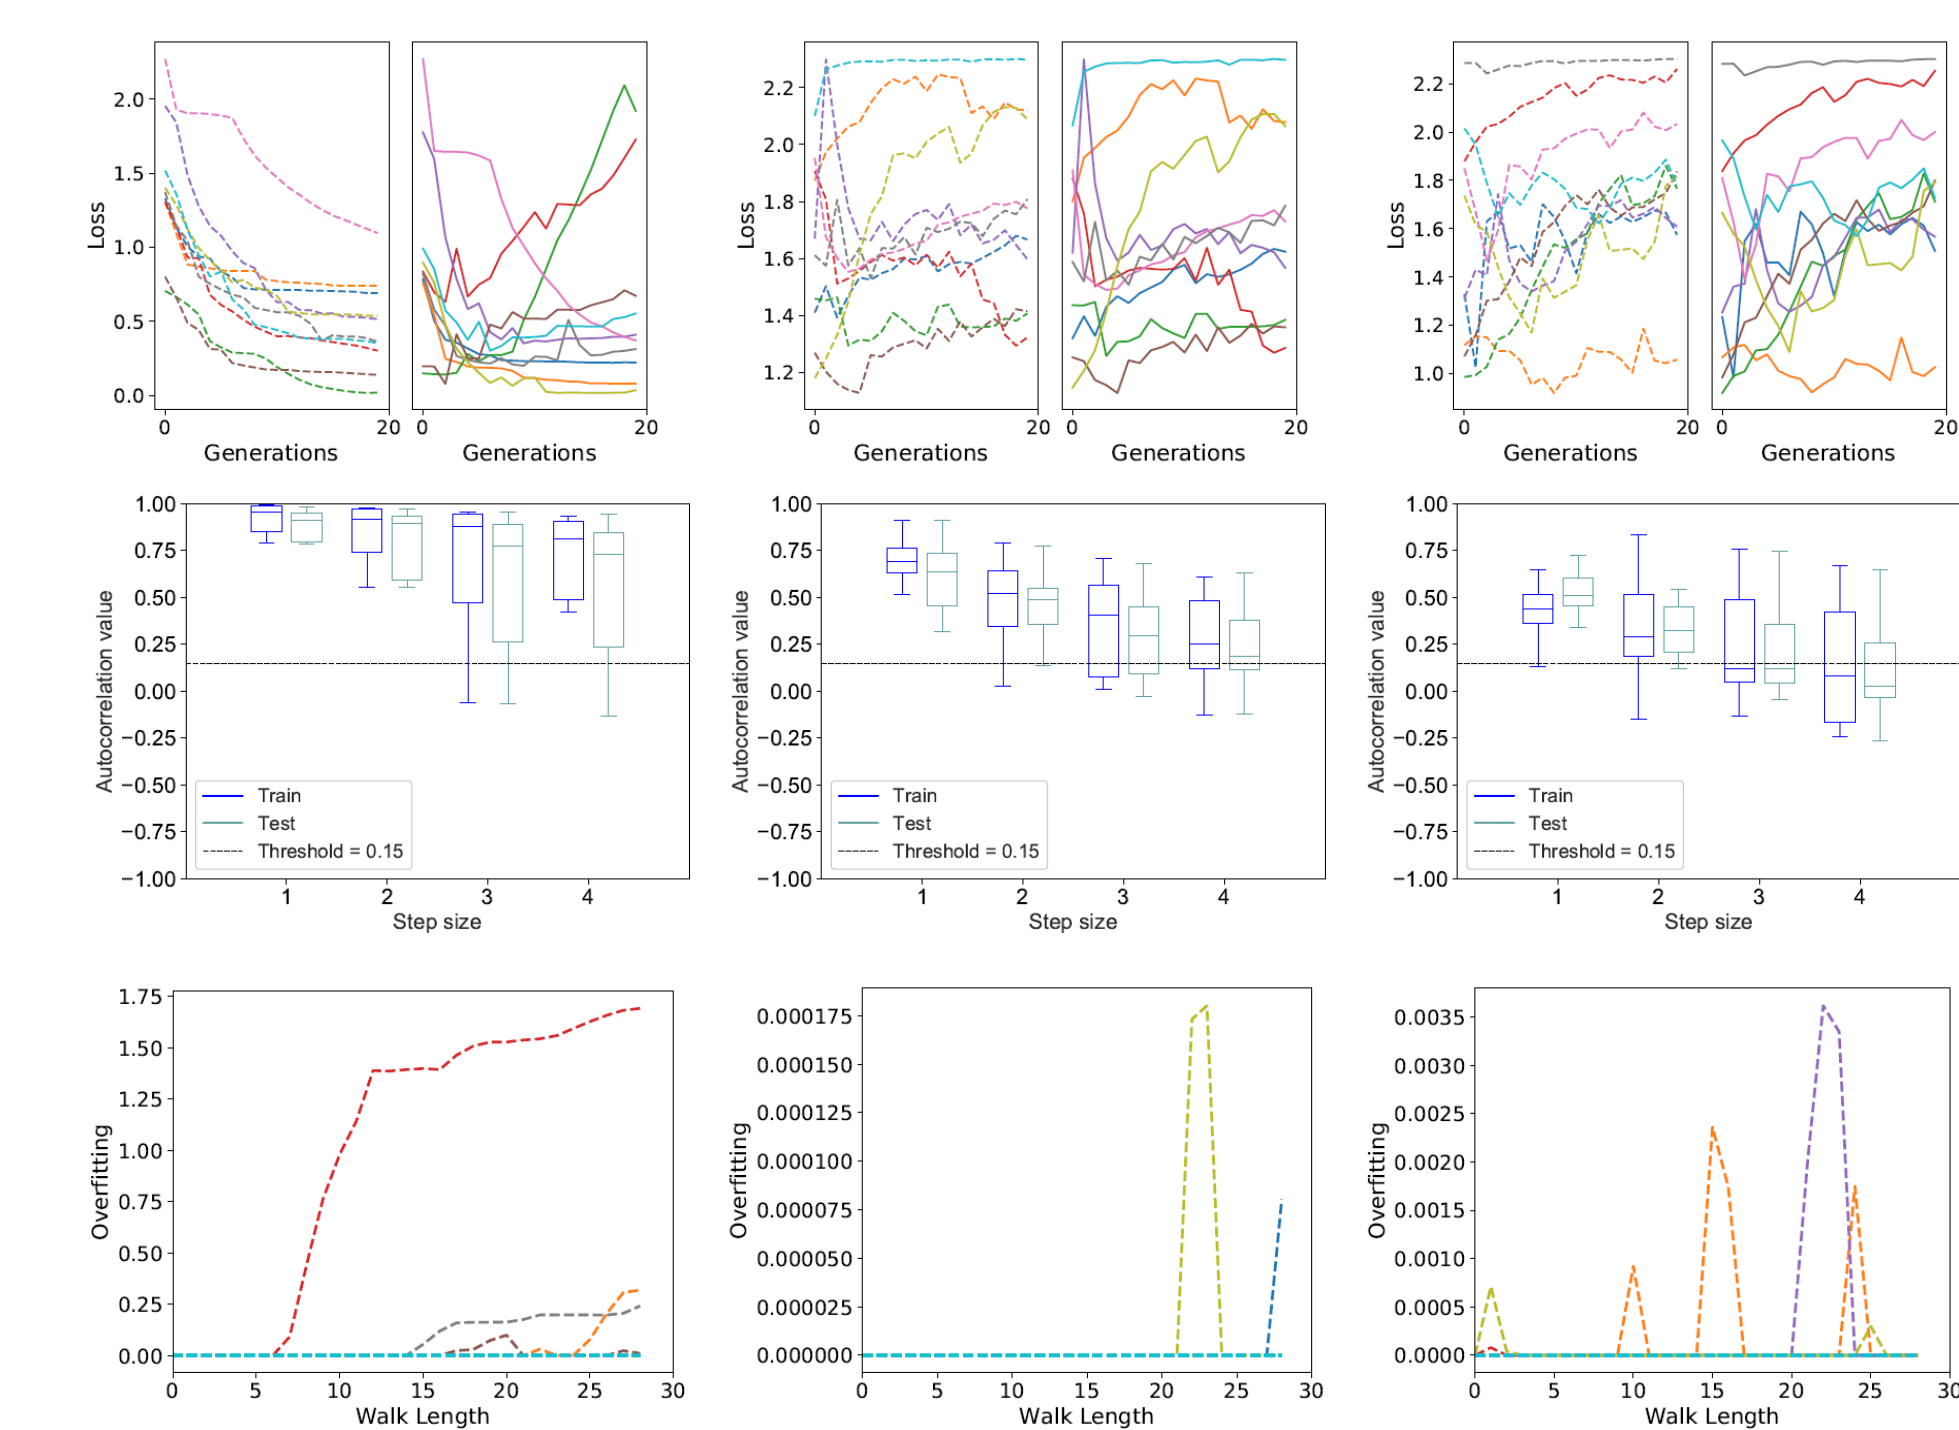 2.0
1.5
1.0
0.5
0.0
Loss
0 20
Generations
0 20
Generations
2.2
2.0
1.8
1.6
1.4
1.2
Loss
0 20
Generations
0 20
Generations
2.2
2.0
1.8
1.6
1.4
1.2
1.0
Loss
0 20
Generations
0 20
Generations
1.00
0.75
0.50
0.25
0.00
−0.25
−0.50
−0.75
−1.00
Autocorrelation value
Train
Test
Threshold = 0.15
1 2 3 4
Step size
1.00
0.75
0.50
0.25
0.00
−0.25
−0.50
−0.75
−1.00
Autocorrelation value
Train
Test
Threshold = 0.15
1 2 3 4
Step size
1.00
0.75
0.50
0.25
0.00
−0.25
−0.50
−0.75
−1.00
Autocorrelation value
Train
Test
Threshold = 0.15
1 2 3 4
Step size
1.75
1.50
1.25
1.00
0.75
0.50
0.25
0.00
Overfitting
0 5 10 15 20 25 30
Walk Length
0.000175
0.000150
0.000125
0.000100
0.000075
0.000050
0.000025
0.000000
Overfitting
0 5 10 15 20 25 30
Walk Length
0.0035
0.0030
0.0025
0.0020
0.0015
0.0010
0.0005
0.0000
Overfitting
0 5 10 15 20 25 30
Walk Length